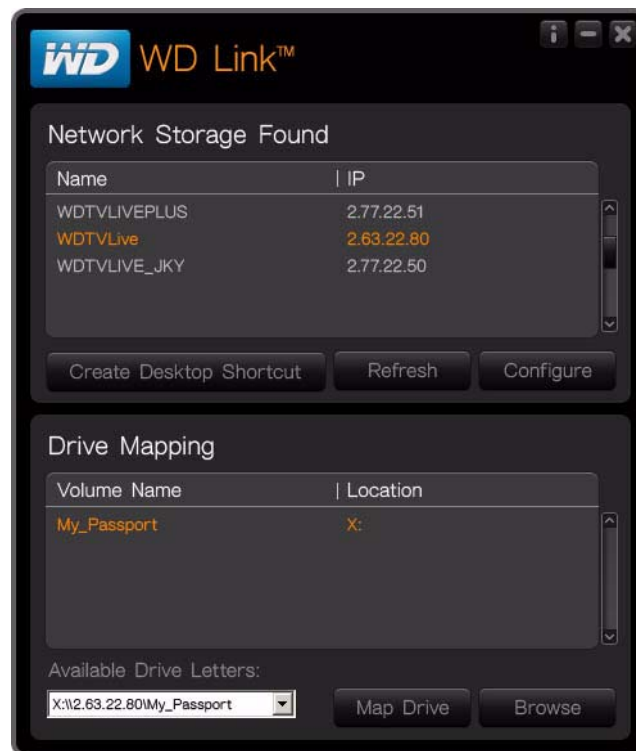 WD WD Link™
Network Storage Found
Name | IP
WDTVLIVEPLUS 2.77.22.51
WDTVLive 2.63.22.80
WDTVLIVE_JKY 2.77.22.50
Create Desktop Shortcut Refresh Configure
Drive Mapping
Volume Name | Location
My_Passport X:
Available Drive Letters:
X:\\2.63.22.80\My_Passport Map Drive Browse